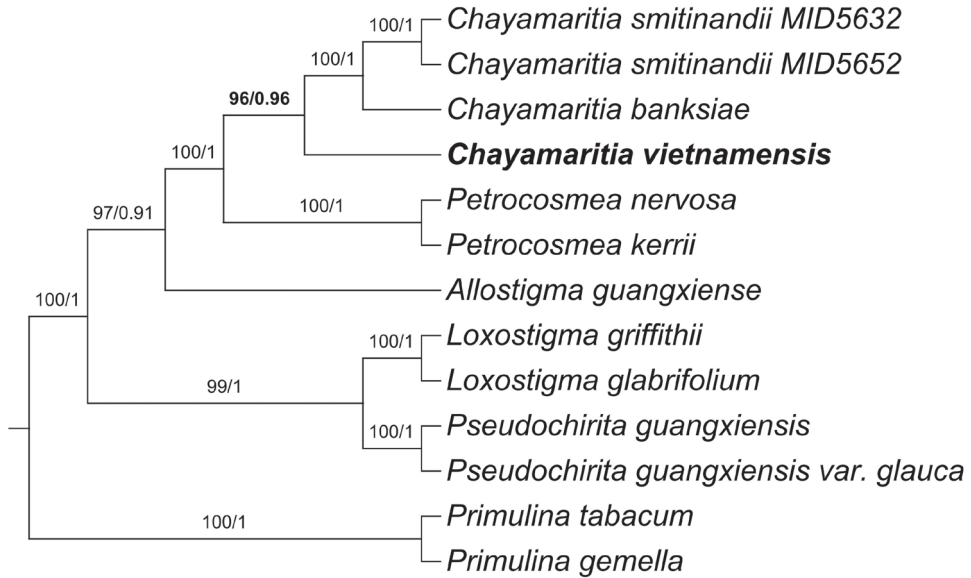 100/1
Chayamaritia smitinandii MID5632
100/1
Chayamaritia smitinandii MID5652
96/0.96
Chayamaritia banksiae
100/1
Chayamaritia vietnamensis
97/0.91
100/1
Petrocosmea nervosa
Petrocosmea kerrii
100/1
Allostigma guangxiense
100/1
Loxostigma griffithii
99/1
Loxostigma glabrifolium
100/1
Pseudochirita guangxiensis
Pseudochirita guangxiensis var. glauca
100/1
Primulina tabacum
Primulina gemella